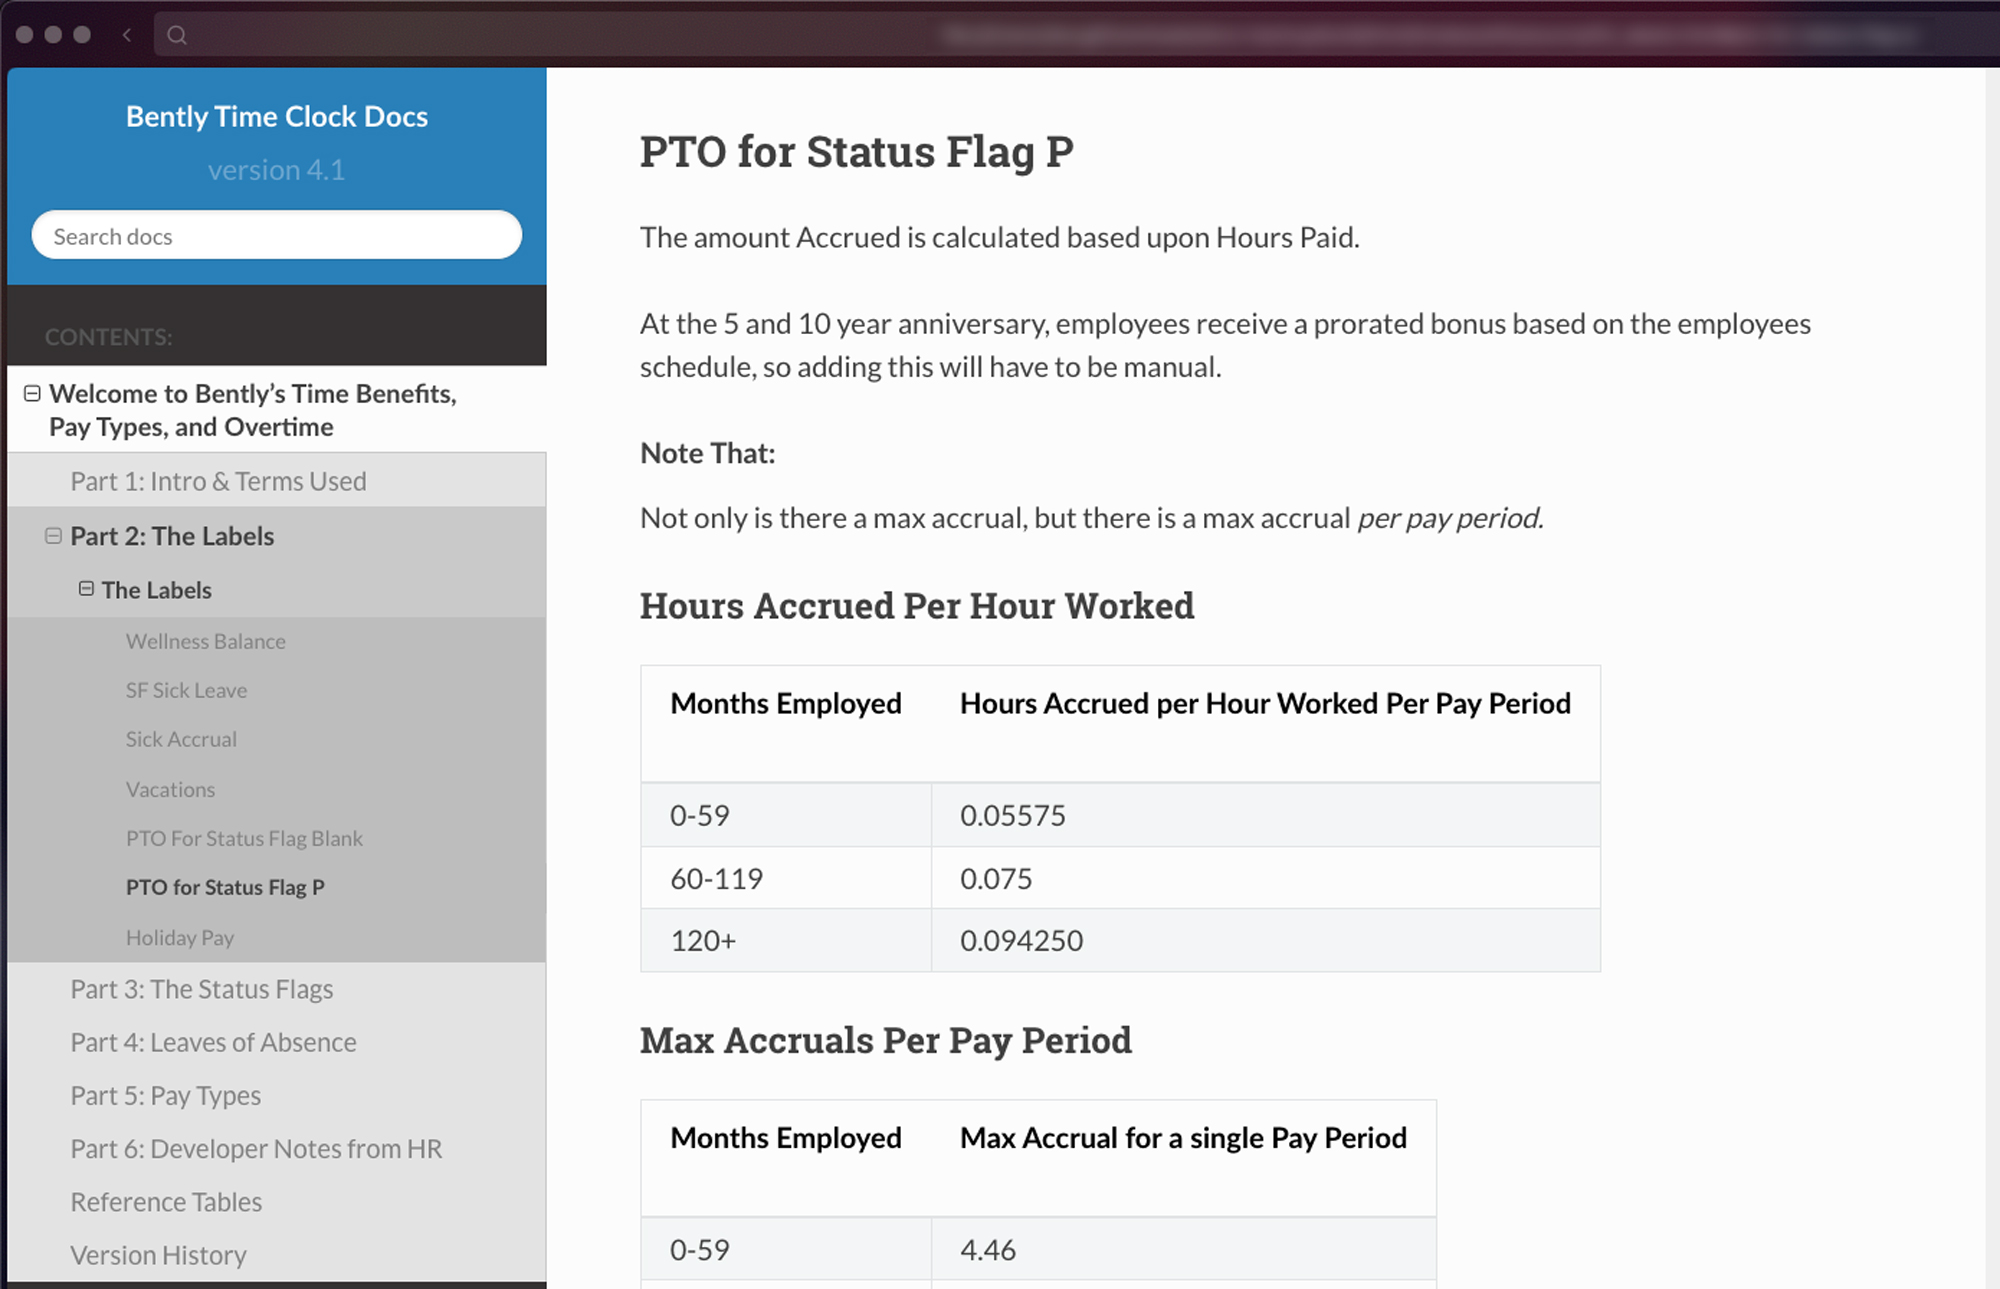 Bently Time Clock Docs
version 4.1
Search docs
CONTENTS:
Welcome to Bently’s Time Benefits,
Pay Types, and Overtime
Part 1: Intro & Terms Used
Part 2: The Labels
The Labels
Wellness Balance
SF Sick Leave
Sick Accrual
Vacations
PTO For Status Flag Blank
PTO for Status Flag P
Holiday Pay
Part 3: The Status Flags
Part 4: Leaves of Absence
Part 5: Pay Types
Part 6: Developer Notes from HR
Reference Tables
Version History
PTO for Status Flag P
The amount Accrued is calculated based upon Hours Paid.
At the 5 and 10 year anniversary, employees receive a prorated bonus based on the employees
schedule, so adding this will have to be manual.
Note That:
Not only is there a max accrual, but there is a max accrual per pay period.
Hours Accrued Per Hour Worked
Months Employed Hours Accrued per Hour Worked Per Pay Period
0-59 0.05575
60-119 0.075
120+ 0.094250
Max Accruals Per Pay Period
Months Employed Max Accrual for a single Pay Period
0-59 4.46